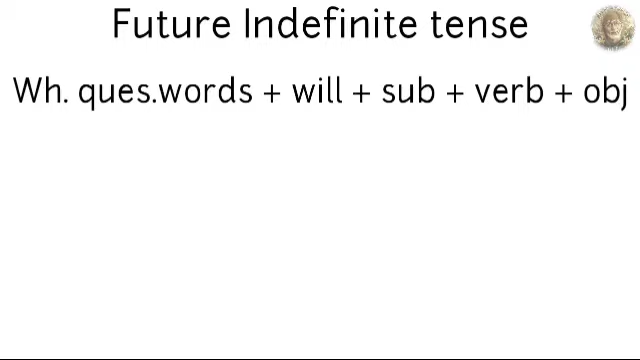 Future Indefinite tense
Wh. ques.words + will + sub + verb + obj